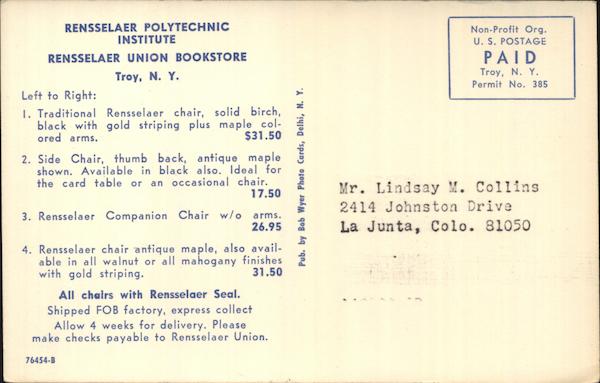 RENSSELAER POLYTECHNIC
INSTITUTE
RENSSELAER UNION BOOKSTORE
Troy, N. Y.
Left to Right:
1. Traditional Rensselaer chair, solid birch,
black with gold striping plus maple col-
ored arms. $31.50
2. Side Chair, thumb back, antique maple
shown. Available in black also. Ideal for
the card table or an occasional chair.
17.50
3. Rensselaer Companion Chair w/o arms.
26.95
4. Rensselaer chair antique maple, also avail-
able in all walnut or all mahogany finishes
with gold striping. 31.50
All chairs with Rensselaer Seal.
Shipped FOB factory, express collect
Allow 4 weeks for delivery. Please
make checks payable to Rensselaer Union.
76454-B
Pub. by Bob Wyer Photo Cards, Delhi, N. Y.
Non-Profit Org.
U. S. POSTAGE
PAID
Troy, N. Y.
Permit No. 385
Mr. Lindsay M. Collins
2414 Johnston Drive
La Junta, Colo. 81050